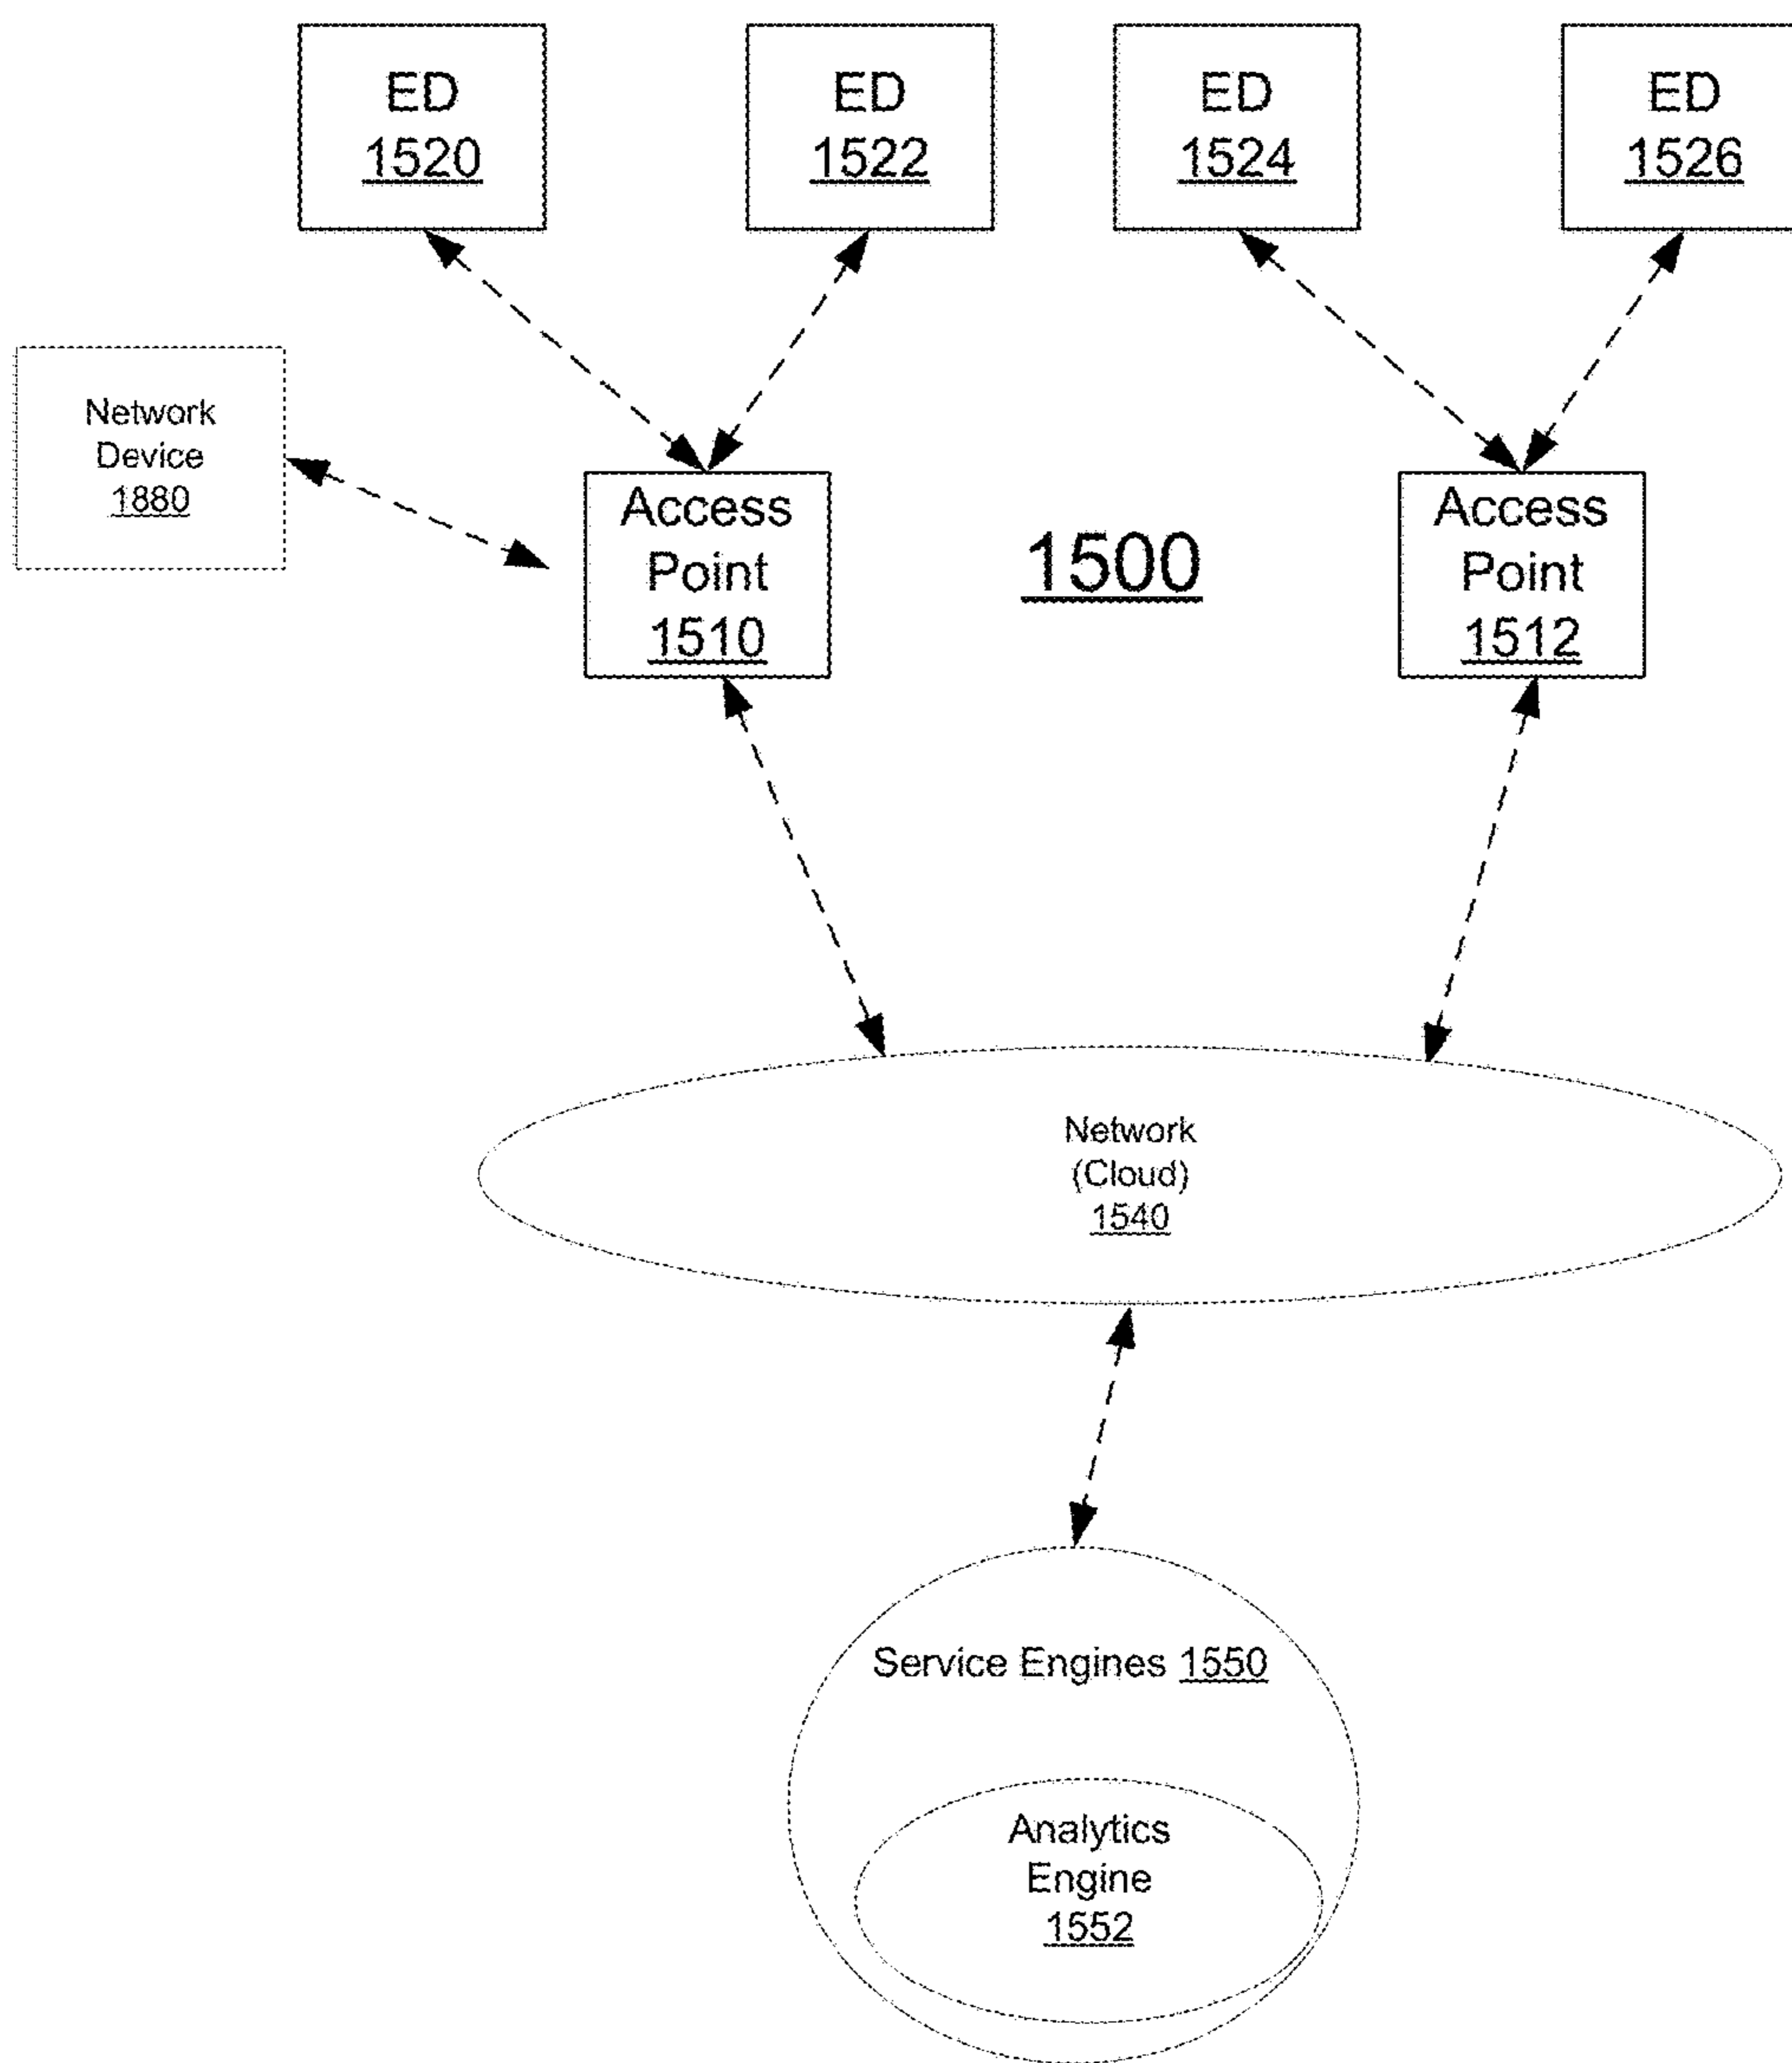 ED
1520
ED
1522
ED
1524
ED
1526
Network
Device
1880
Access
Point
1510
1500
Access
Point
1512
Network
(Cloud)
1540
Service Engines 1550
Analytics
Engine
1552